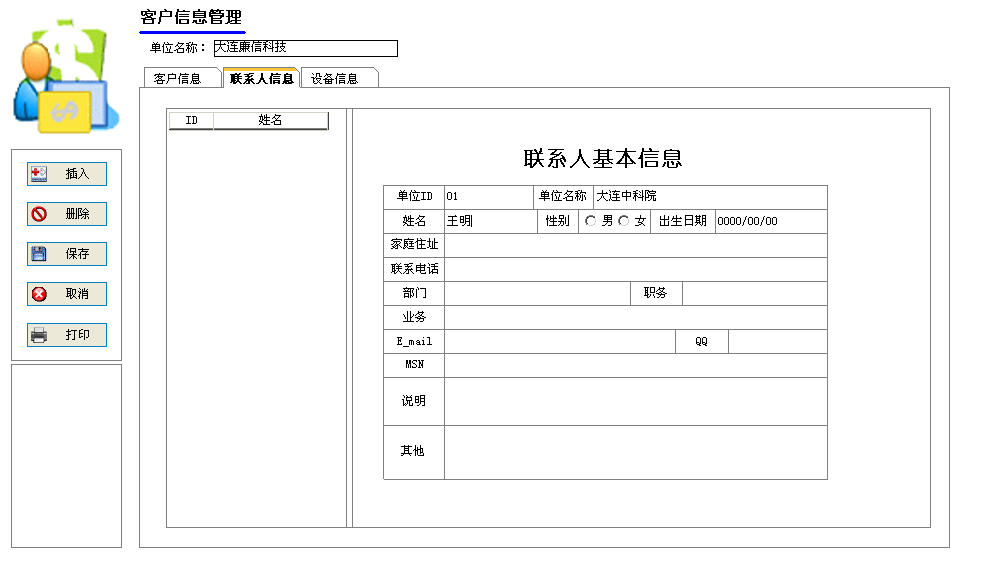 客户信息管理
单位名称： 大连廉信科技
客户信息 联系人信息 设备信息
ID 姓名
插入
删除
保存
取消
打印
联系人基本信息
单位ID 01 单位名称 大连中科院
姓名 王明 性别 男 女 出生日期 0000/00/00
家庭住址
联系电话
部门 职务
业务
E_mail QQ
MSN
说明
其他